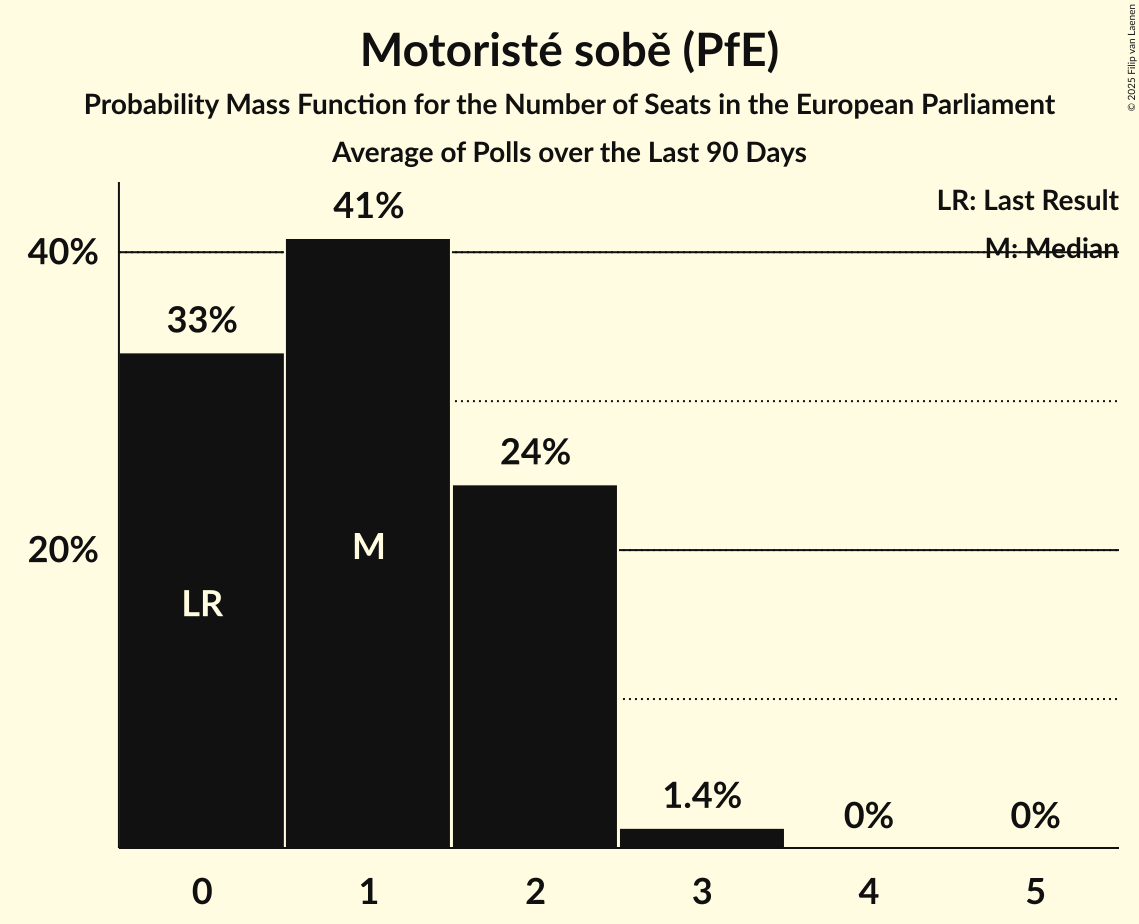 Motoristé sobě (PfE)
Probability Mass Function for the Number of Seats in the European Parliament
Average of Polls over the Last 90 Days
© 2025 Filip van Laenen
LR: Last Result
M: Median
40%
20%
33%
41%
24%
1.4%
0%
0%
LR
M
0
1
2
3
4
5